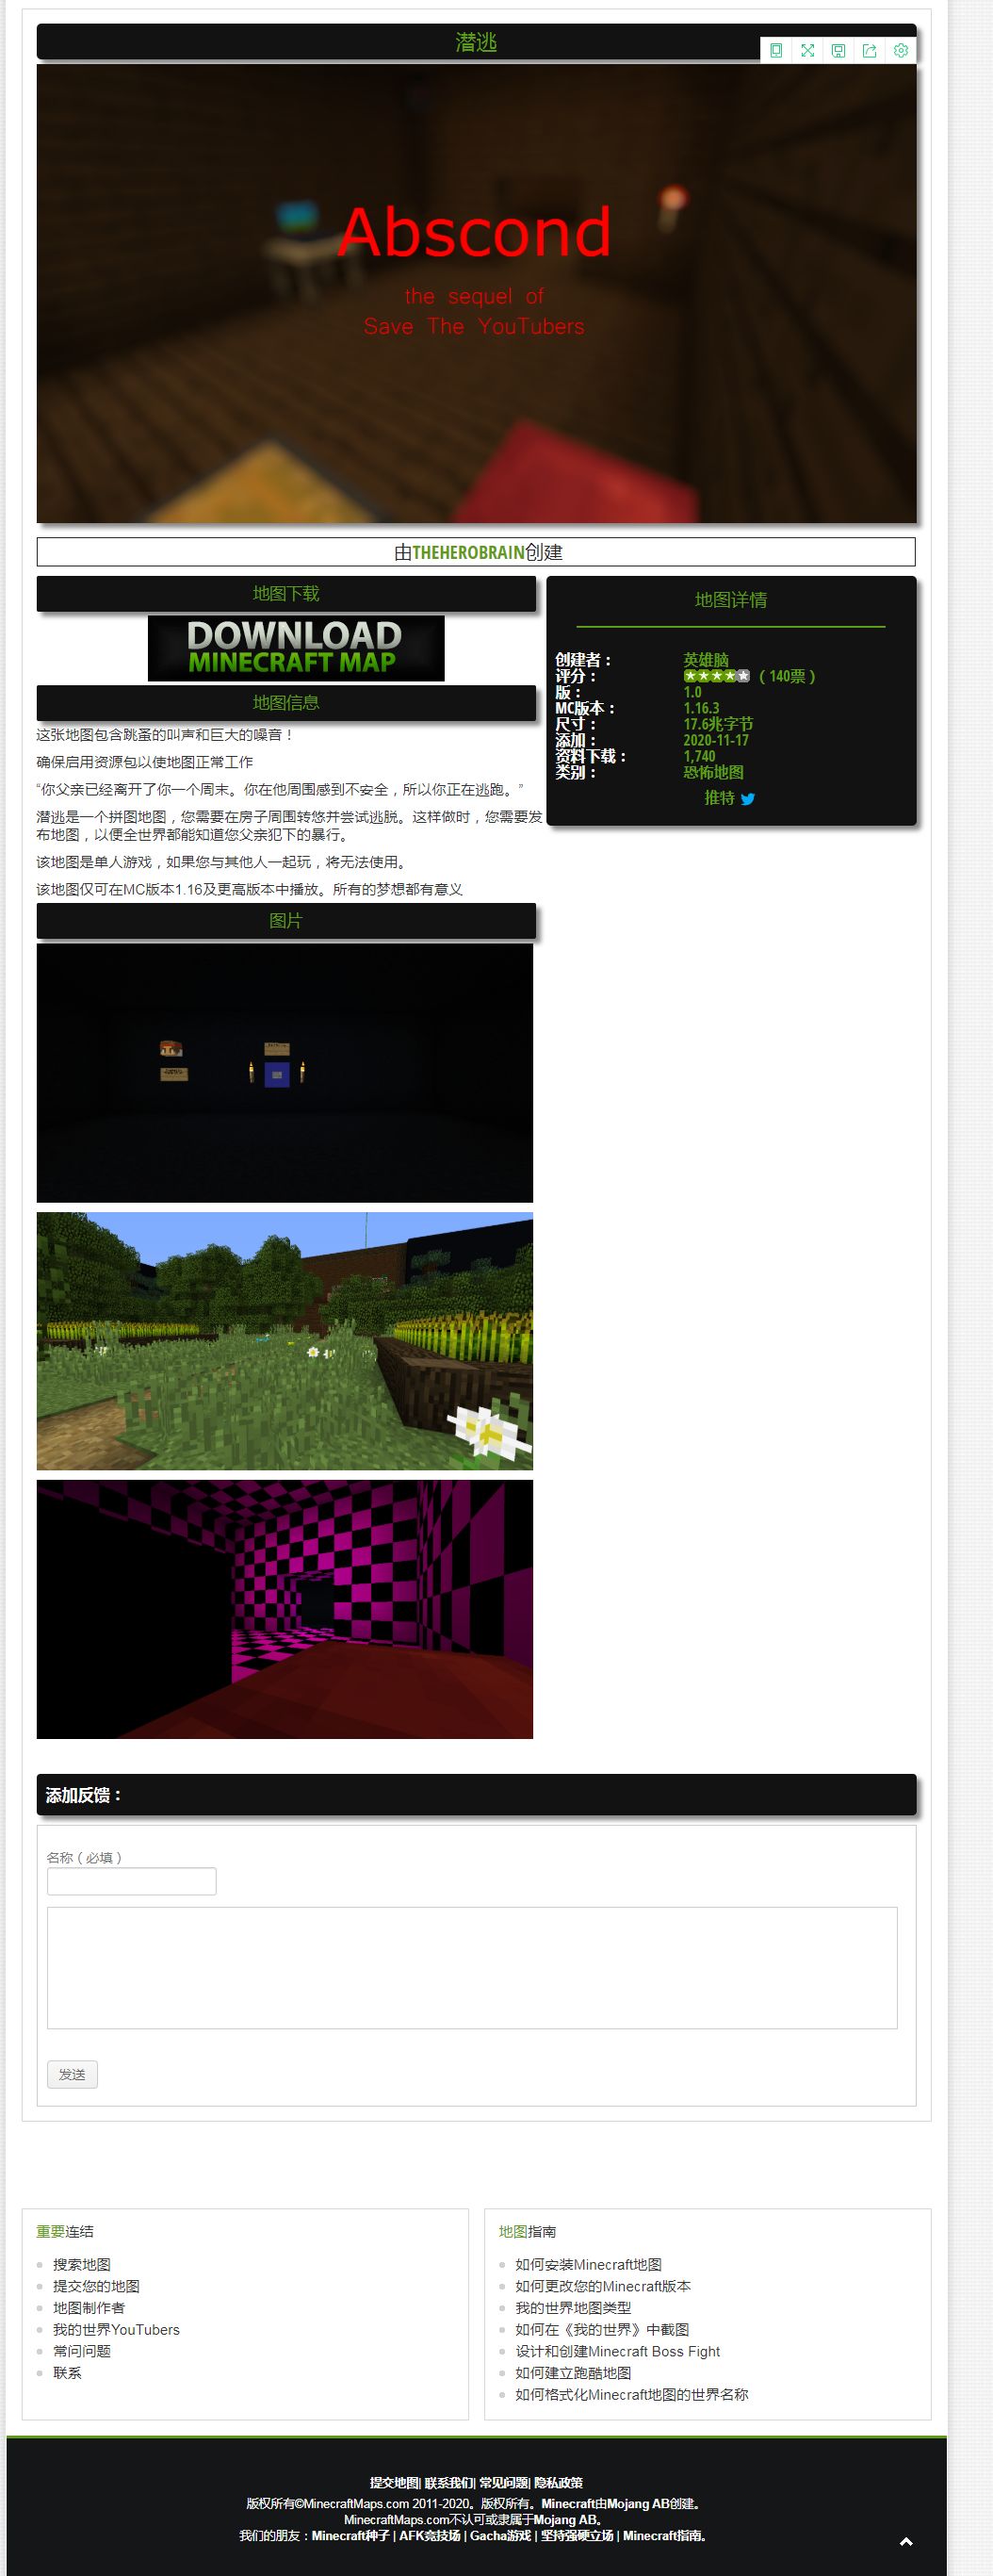 潜逃
Abscond
the sequel of
Save The YouTubers
由THEHEROBRAIN创建
地图下载
DOWNLOAD
MINECRAFT MAP
地图信息
这张地图包含跳蚤的叫声和巨大的噪音！
确保启用资源包以使地图正常工作
“你父亲已经离开了你一个周末。你在他周围感到不安全，所以你正在逃跑。”
潜逃是一个拼图地图，您需要在房子周围转悠并尝试逃脱。这样做时，您需要发
布地图，以便全世界都能知道您父亲犯下的暴行。
该地图是单人游戏，如果您与其他人一起玩，将无法使用。
该地图仅可在MC版本1.16及更高版本中播放。所有的梦想都有意义
地图详情
创建者： 英雄脑
评分： （140票）
版： 1.0
MC版本： 1.16.3
尺寸： 17.6兆字节
添加： 2020-11-17
资料下载： 1,740
类别： 恐怖地图
推特
图片
添加反馈：
名称（必填）
发送
重要连结
搜索地图
提交您的地图
地图制作者
我的世界YouTubers
常问问题
联系
地图指南
如何安装Minecraft地图
如何更改您的Minecraft版本
我的世界地图类型
如何在《我的世界》中截图
设计和创建Minecraft Boss Fight
如何建立跑酷地图
如何格式化Minecraft地图的世界名称
提交地图| 联系我们| 常见问题| 隐私政策
版权所有©MinecraftMaps.com 2011-2020。版权所有。Minecraft由Mojang AB创建。
MinecraftMaps.com不认可或隶属于Mojang AB。
我们的朋友：Minecraft种子 | AFK竞技场 | Gacha游戏 | 坚持强硬立场 | Minecraft指南。